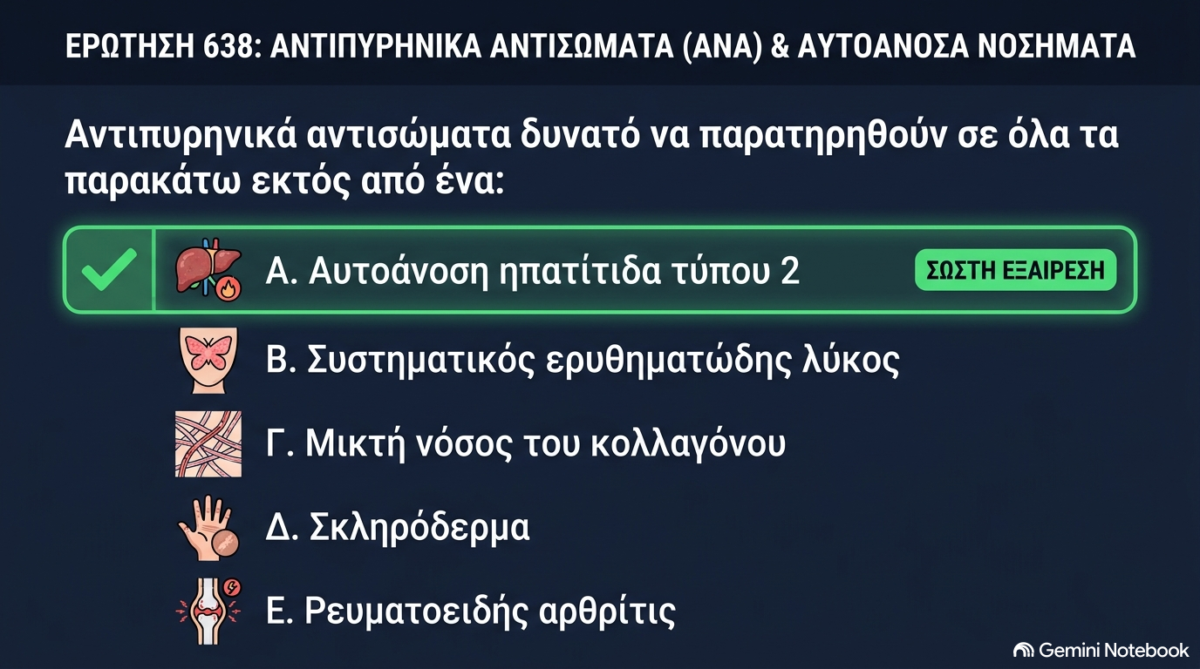 ΕΡΩΤΗΣΗ 638: ΑΝΤΙΠΥΡΗΝΙΚΑ ΑΝΤΙΣΩΜΑΤΑ (ΑΝΑ) & ΑΥΤΟΑΝΟΣΑ ΝΟΣΗΜΑΤΑ
Αντιπυρηνικά αντισώματα δυνατό να παρατηρηθούν σε όλα τα
παρακάτω εκτός από ένα:
Α. Αυτοάνοση ηπατίτιδα τύπου 2
ΣΩΣΤΗ ΕΞΑΙΡΕΣΗ
Β. Συστηματικός ερυθηματώδης λύκος
Γ. Μικτή νόσος του κολλαγόνου
Δ. Σκληρόδερμα
Ε. Ρευματοειδής αρθρίτις
Gemini Notebook